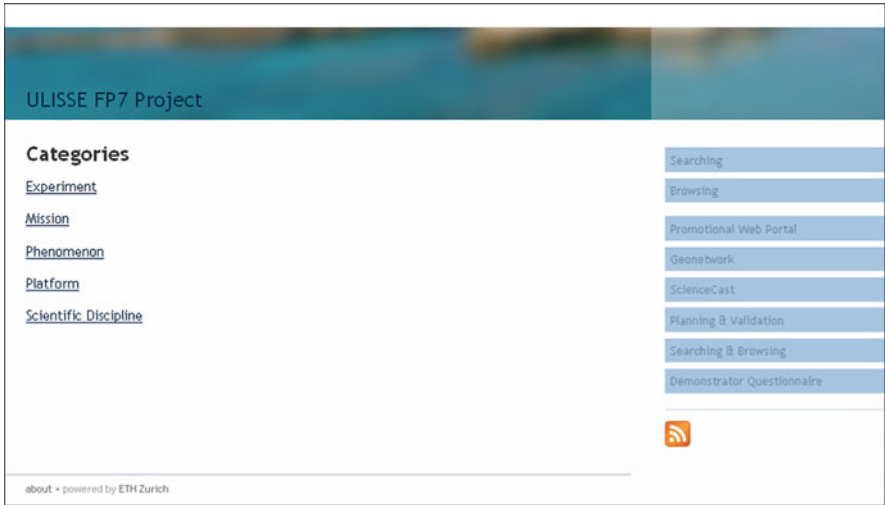 ULISSE FP7 Project
Categories
Experiment
Mission
Phenomenon
Platform
Scientific Discipline
Searching
Browsing
Promotional Web Portal
Geonetwork
ScienceCast
Planning & Validation
Searching & Browsing
Demonstrator Questionnaire
about • powered by ETH Zurich